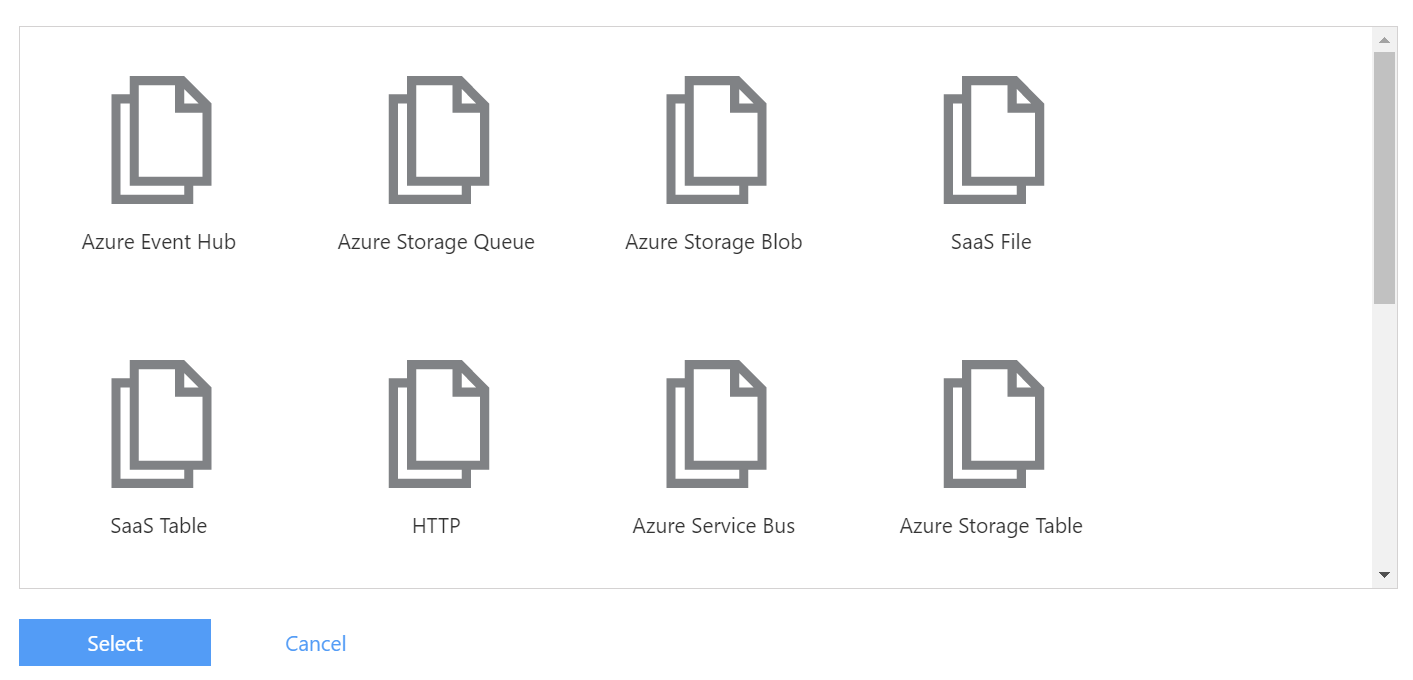 Azure Event Hub
Azure Storage Queue
Azure Storage Blob
SaaS File
SaaS Table
HTTP
Azure Service Bus
Azure Storage Table
Select
Cancel